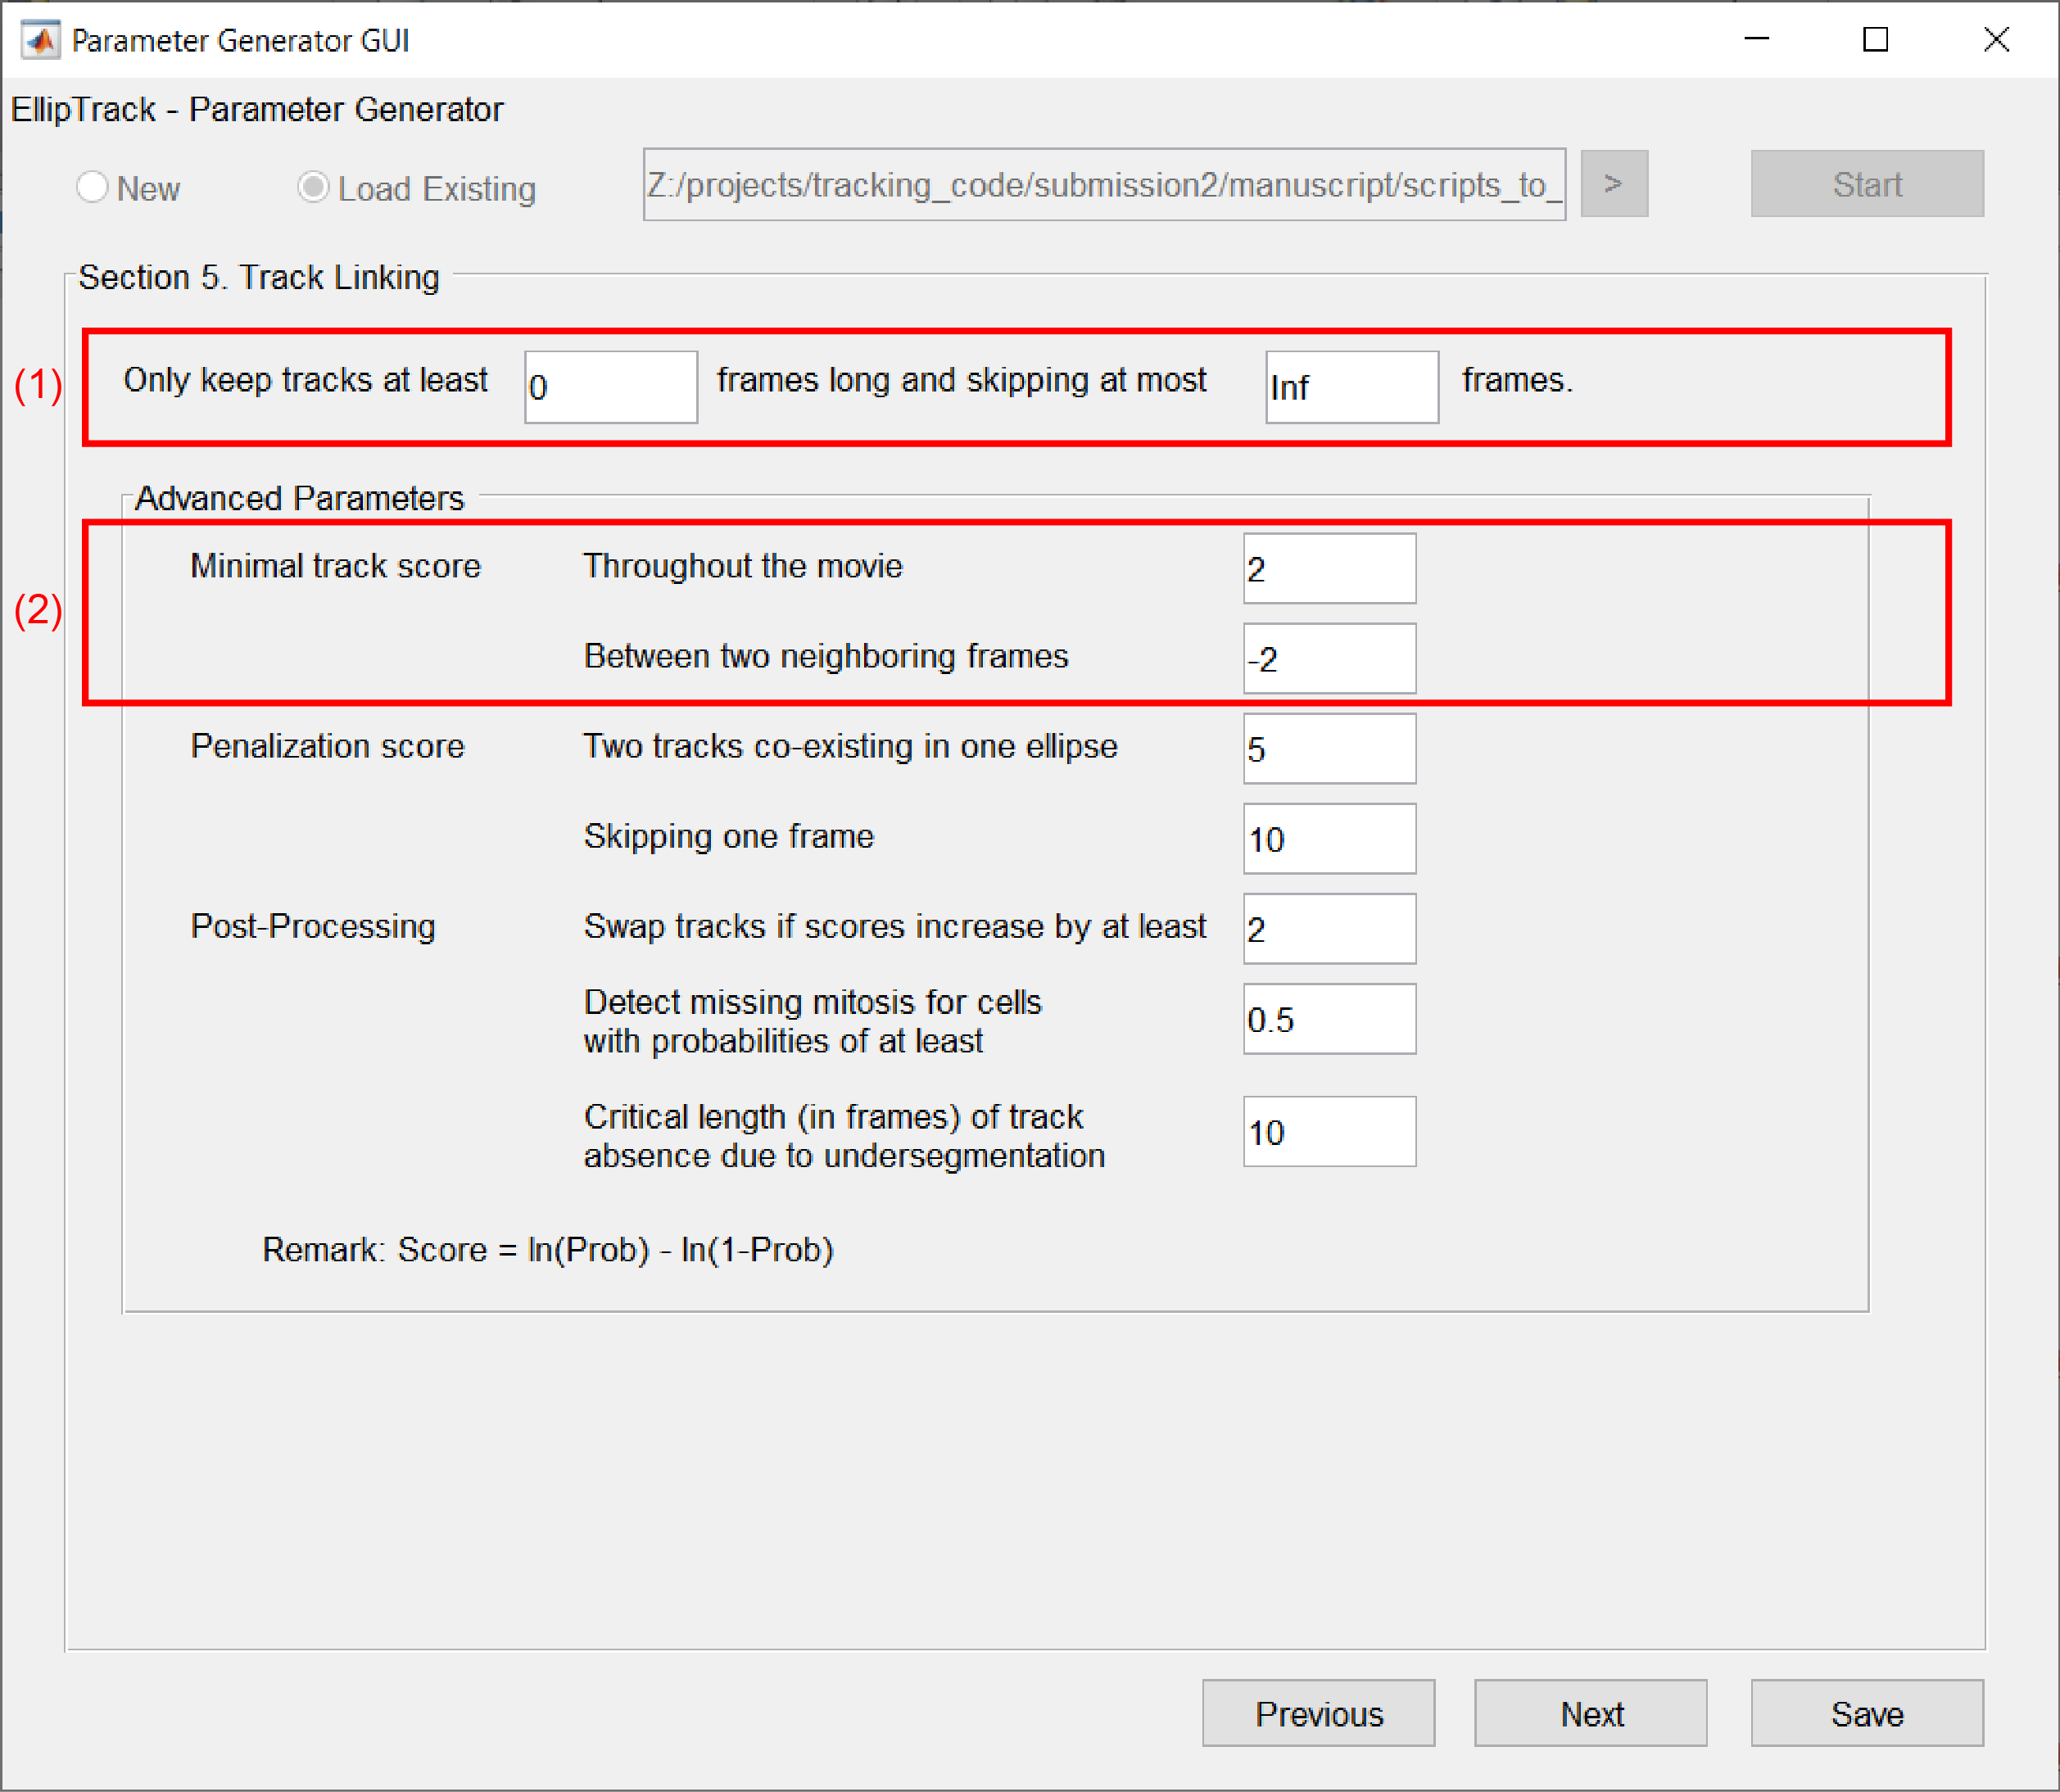 Parameter Generator GUI
EllipTrack - Parameter Generator
New Load Existing Z:/projects/tracking_code/submission2/manuscript/scripts_to_ > Start
Section 5. Track Linking
(1) Only keep tracks at least 0 frames long and skipping at most Inf frames.
Advanced Parameters
Minimal track score Throughout the movie 2
(2)
Between two neighboring frames -2
Penalization score Two tracks co-existing in one ellipse 5
Skipping one frame 10
Post-Processing Swap tracks if scores increase by at least 2
Detect missing mitosis for cells
with probabilities of at least 0.5
Critical length (in frames) of track
absence due to undersegmentation 10
Remark: Score = ln(Prob) - ln(1-Prob)
Previous Next Save